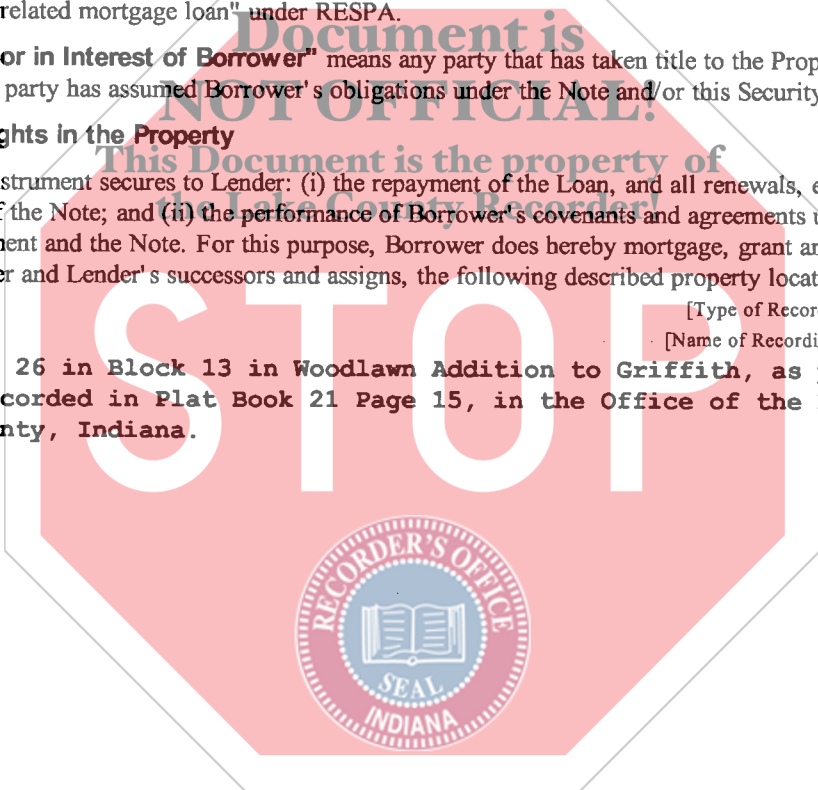 related mortgage loan" under RESPA.
Document is
or in Interest of Borrower" means any party that has taken title to the Prop
party has assumed Borrower's obligations under the Note and/or this Security
NOT OFFICIAL!
ghts in the Property
This Document is the property of
strument secures to Lender: (i) the repayment of the Loan, and all renewals, e
the Lake County Recorder!
f the Note; and (ii) the performance of Borrower's covenants and agreements u
ent and the Note. For this purpose, Borrower does hereby mortgage, grant an
er and Lender's successors and assigns, the following described property locat
[Type of Recor
[Name of Recordi
26 in Block 13 in Woodlawn Addition to Griffith, as
corded in Plat Book 21 Page 15, in the Office of the
nty, Indiana.
STOP
RECORDER'S OFFICE
SEAL
INDIANA